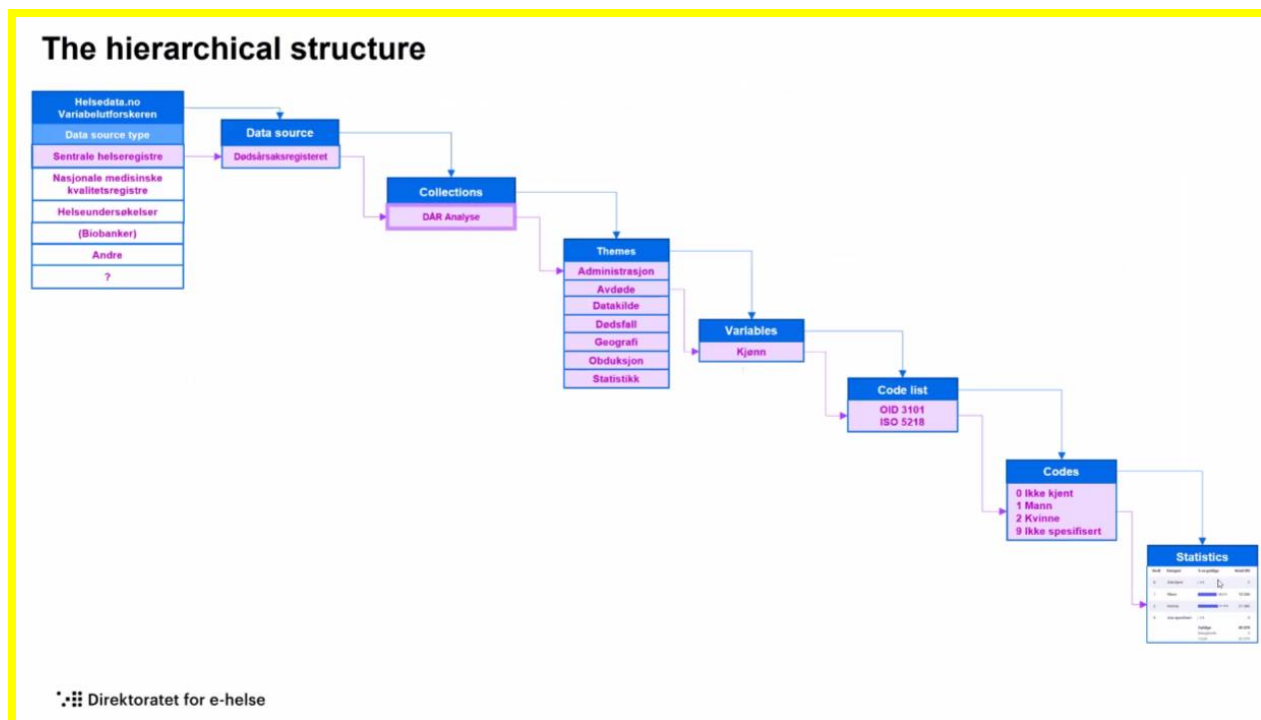 The hierarchical structure
Helsedata.no
Variabelutforskeren
Data source type
Sentrale helseregistre
Nasjonale medisinske
kvalitetsregistre
Helseundersøkelser
(Biobanker)
Andre
?
Data source
Dødsårsaksregisteret
Collections
DÅR Analyse
Themes
Administrasjon
Avdøde
Datakilde
Dødsfall
Geografi
Obduksjon
Statistikk
Variables
Kjønn
Code list
OID 3101
ISO 5218
Codes
0 Ikke kjent
1 Mann
2 Kvinne
9 Ikke spesifisert
Statistics
Direktoratet for e-helse